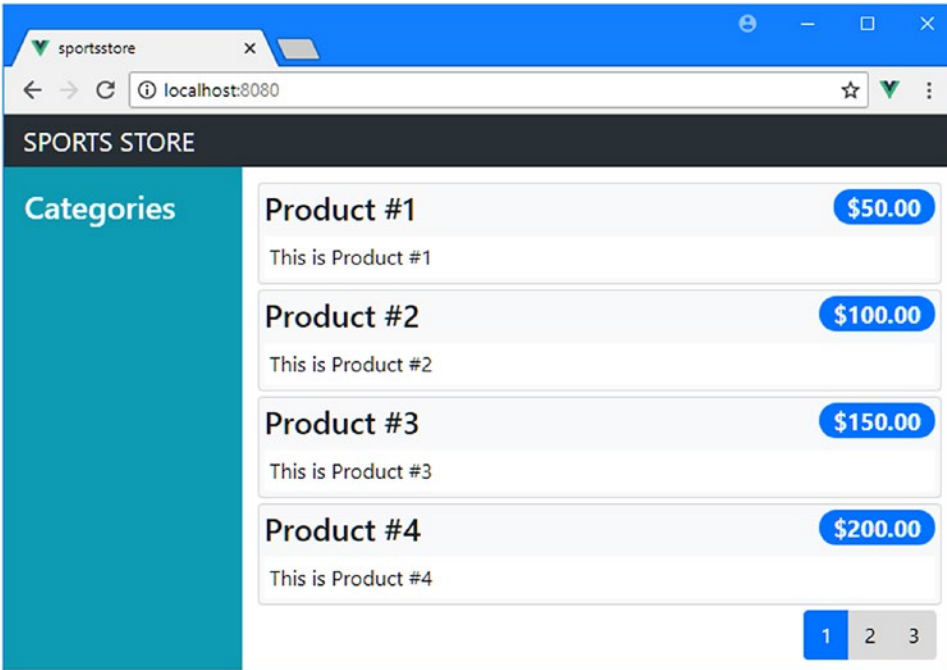 sportsstore
localhost:8080
SPORTS STORE
Categories
Product #1 $50.00
This is Product #1
Product #2 $100.00
This is Product #2
Product #3 $150.00
This is Product #3
Product #4 $200.00
This is Product #4
1 2 3